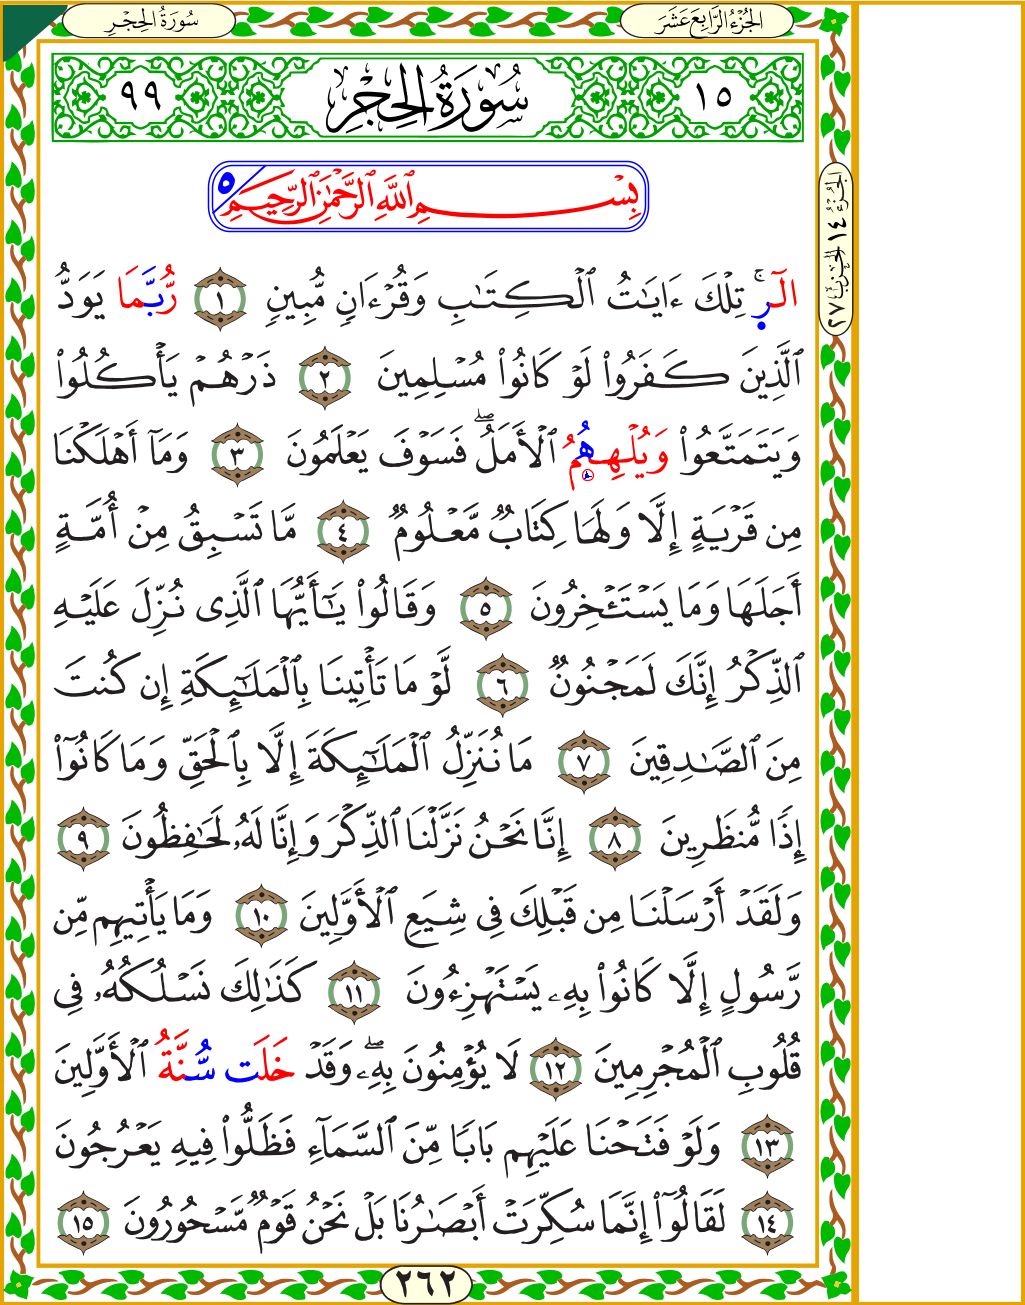 الجُزْءُ الرَّابِعَ عَشَرَ
سُورَةُ الحِجْرِ
١٥
سُورَةُ الحِجْرِ
٩٩
بِسْمِ ٱللَّهِ ٱلرَّحْمَٰنِ ٱلرَّحِيمِ ٥
الجُزْءُ ١٤ الحِزْبُ ٢٧
الٓرۚ تِلْكَ ءَايَٰتُ ٱلْكِتَٰبِ وَقُرْءَانٍ مُّبِينٍ ١ رُّبَمَا يَوَدُّ
ٱلَّذِينَ كَفَرُوا۟ لَوْ كَانُوا۟ مُسْلِمِينَ ٢ ذَرْهُمْ يَأْكُلُوا۟
وَيَتَمَتَّعُوا۟ وَيُلْهِهِمُ ٱلْأَمَلُۖ فَسَوْفَ يَعْلَمُونَ ٣ وَمَآ أَهْلَكْنَا
مِن قَرْيَةٍ إِلَّا وَلَهَا كِتَابٌ مَّعْلُومٌ ٤ مَّا تَسْبِقُ مِنْ أُمَّةٍ
أَجَلَهَا وَمَا يَسْتَـْٔخِرُونَ ٥ وَقَالُوا۟ يَٰٓأَيُّهَا ٱلَّذِى نُزِّلَ عَلَيْهِ
ٱلذِّكْرُ إِنَّكَ لَمَجْنُونٌ ٦ لَّوْ مَا تَأْتِينَا بِٱلْمَلَٰٓئِكَةِ إِن كُنتَ
مِنَ ٱلصَّٰدِقِينَ ٧ مَا نُنَزِّلُ ٱلْمَلَٰٓئِكَةَ إِلَّا بِٱلْحَقِّ وَمَا كَانُوٓا۟
إِذًا مُّنظَرِينَ ٨ إِنَّا نَحْنُ نَزَّلْنَا ٱلذِّكْرَ وَإِنَّا لَهُۥ لَحَٰفِظُونَ ٩
وَلَقَدْ أَرْسَلْنَا مِن قَبْلِكَ فِى شِيَعِ ٱلْأَوَّلِينَ ١٠ وَمَا يَأْتِيهِم مِّن
رَّسُولٍ إِلَّا كَانُوا۟ بِهِۦ يَسْتَهْزِءُونَ ١١ كَذَٰلِكَ نَسْلُكُهُۥ فِى
قُلُوبِ ٱلْمُجْرِمِينَ ١٢ لَا يُؤْمِنُونَ بِهِۦۖ وَقَدْ خَلَتْ سُنَّةُ ٱلْأَوَّلِينَ
١٣ وَلَوْ فَتَحْنَا عَلَيْهِم بَابًا مِّنَ ٱلسَّمَآءِ فَظَلُّوا۟ فِيهِ يَعْرُجُونَ
١٤ لَقَالُوٓا۟ إِنَّمَا سُكِّرَتْ أَبْصَٰرُنَا بَلْ نَحْنُ قَوْمٌ مَّسْحُورُونَ ١٥
٢٦٢